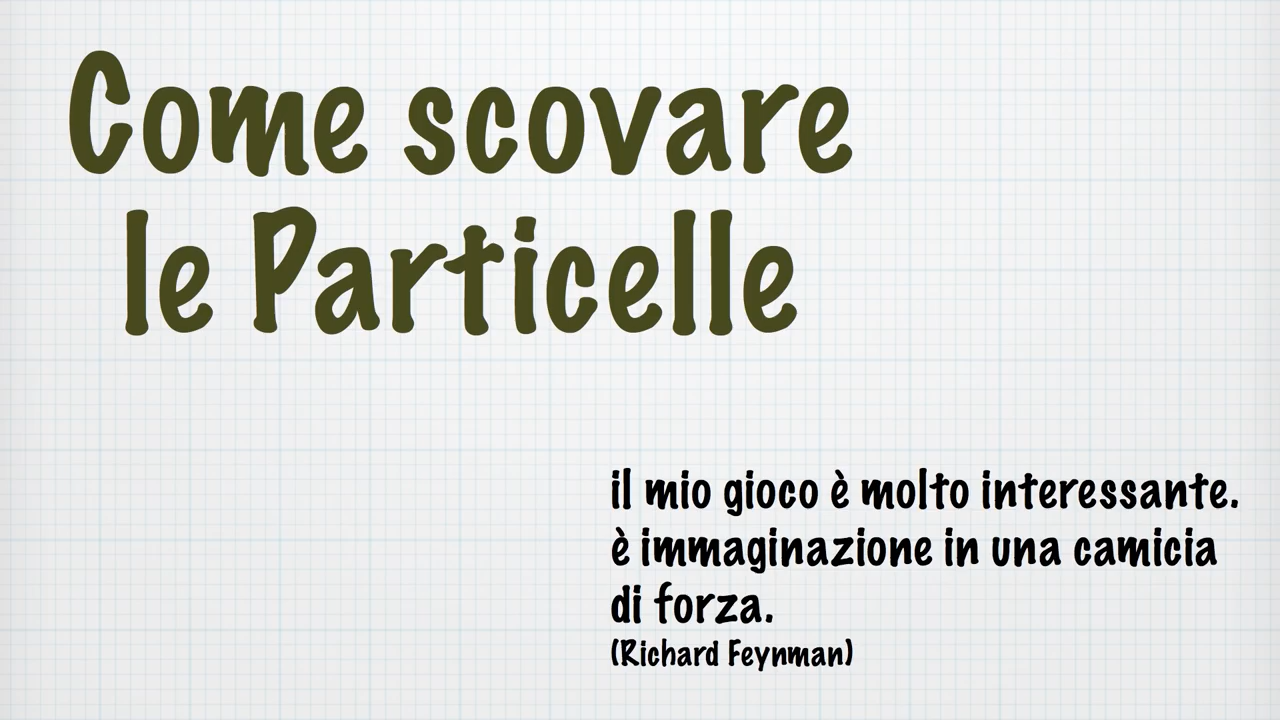 Come scovare
le Particelle
il mio gioco è molto interessante.
è immaginazione in una camicia
di forza.
(Richard Feynman)